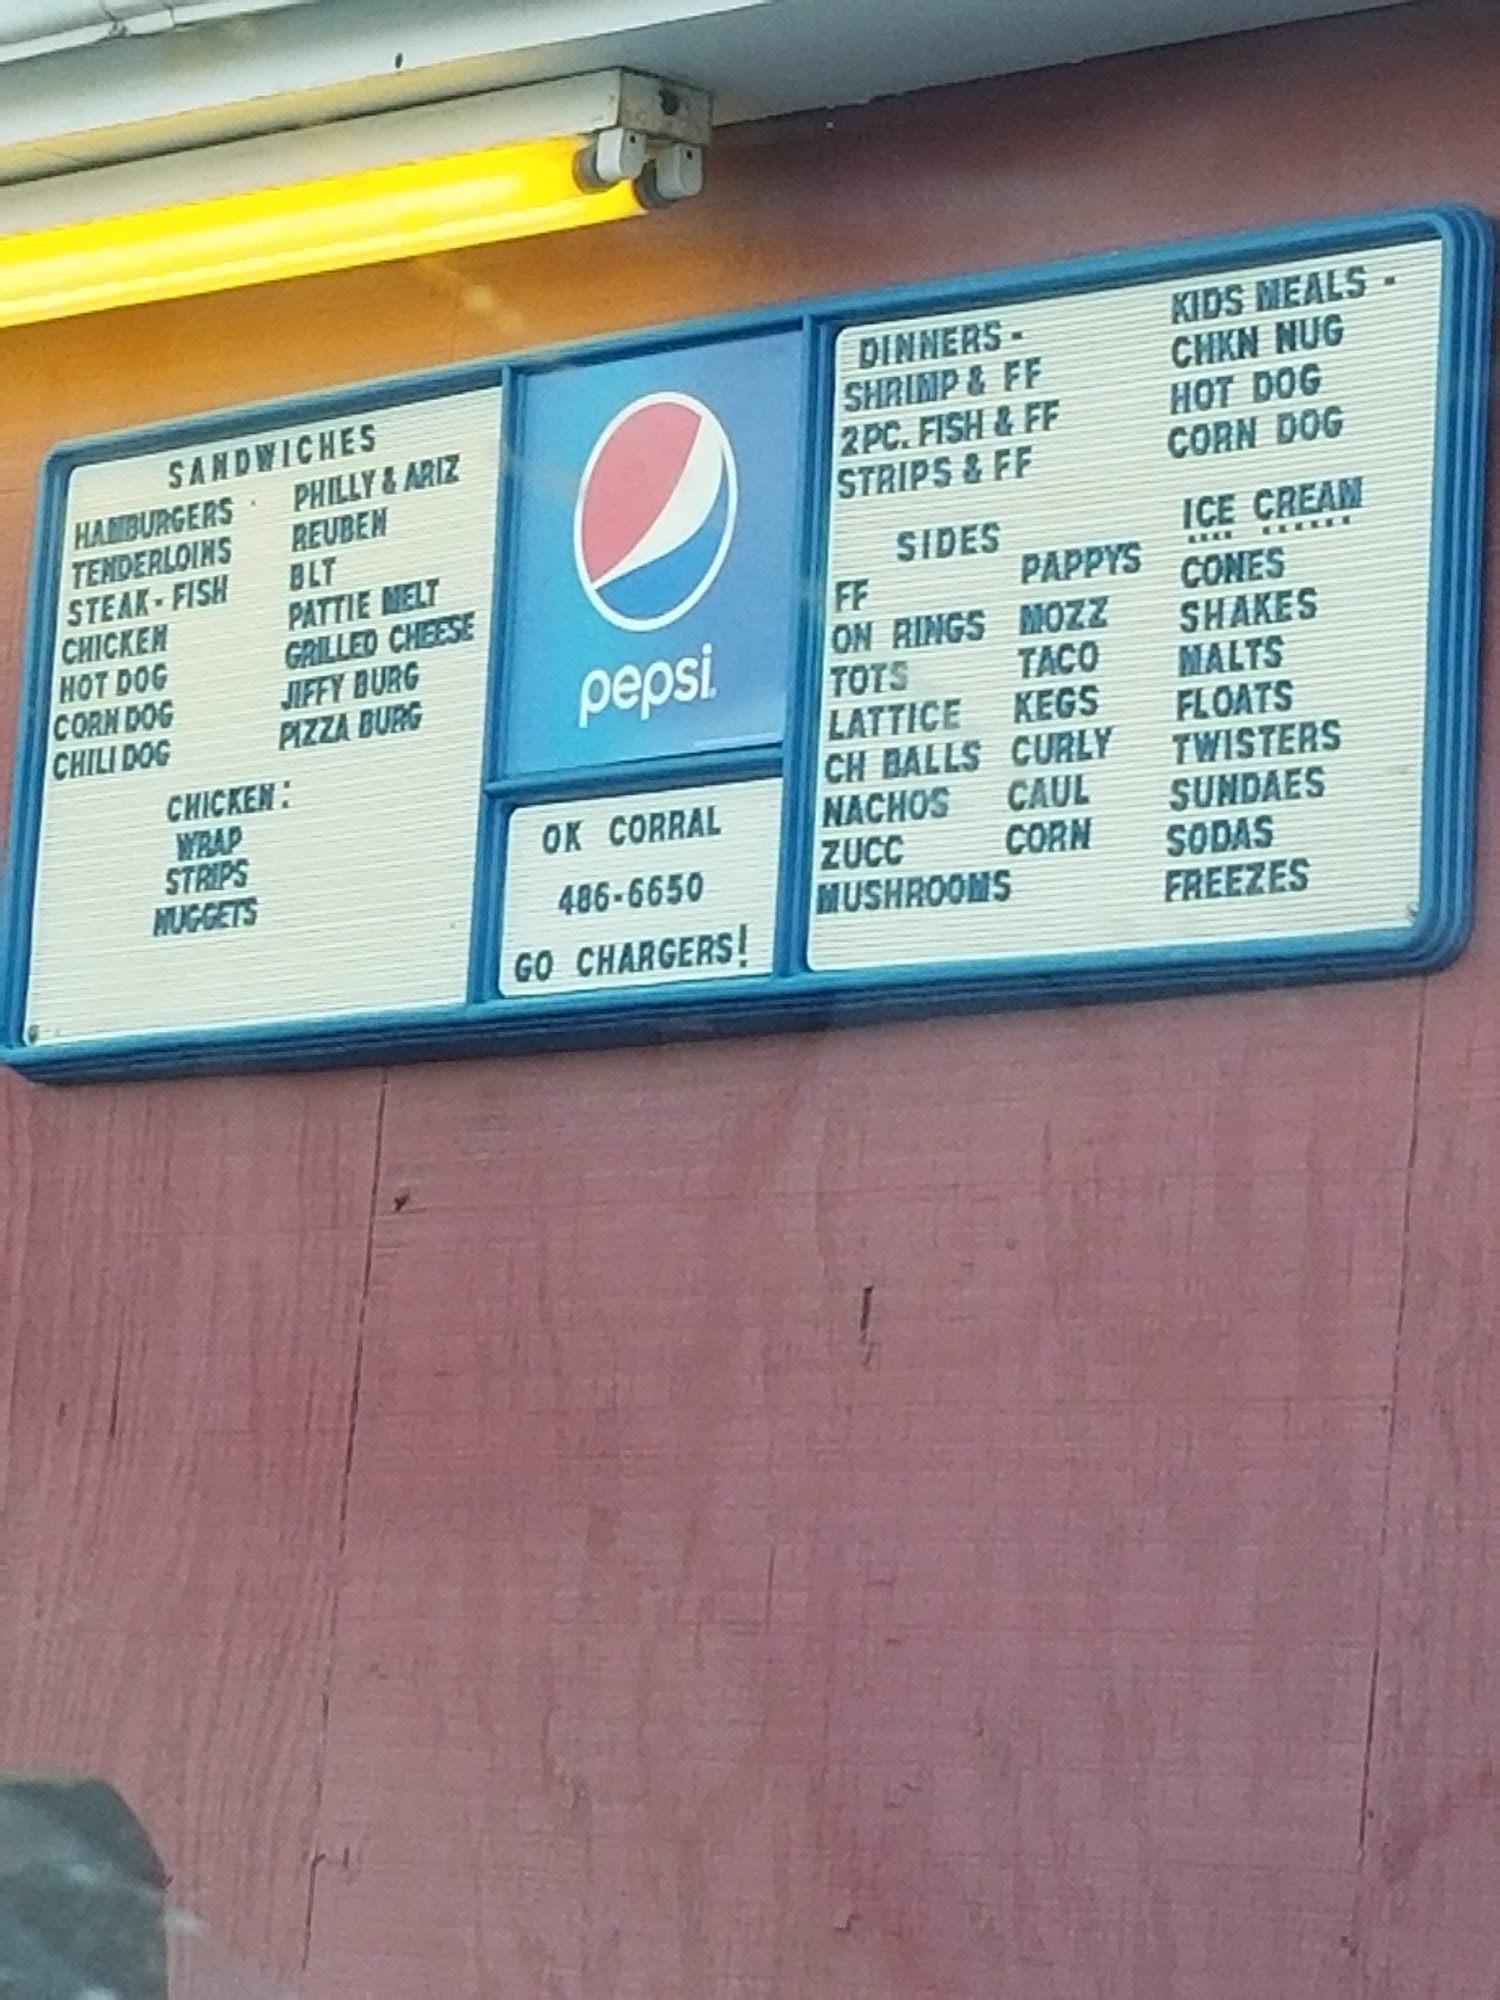 SANDWICHES
HAMBURGERS
TENDERLOINS
STEAK - FISH
CHICKEN
HOT DOG
CORN DOG
CHILI DOG
PHILLY & ARIZ
REUBEN
BLT
PATTIE MELT
GRILLED CHEESE
JIFFY BURG
PIZZA BURG
CHICKEN:
WRAP
STRIPS
NUGGETS
pepsi
OK CORRAL
486-6650
GO CHARGERS!
DINNERS -
SHRIMP & FF
2PC. FISH & FF
STRIPS & FF
SIDES
FF
ON RINGS
TOTS
LATTICE
CH BALLS
NACHOS
ZUCC
MUSHROOMS
PAPPYS
MOZZ
TACO
KEGS
CURLY
CAUL
CORN
KIDS MEALS -
CHKN NUG
HOT DOG
CORN DOG
ICE CREAM
CONES
SHAKES
MALTS
FLOATS
TWISTERS
SUNDAES
SODAS
FREEZES